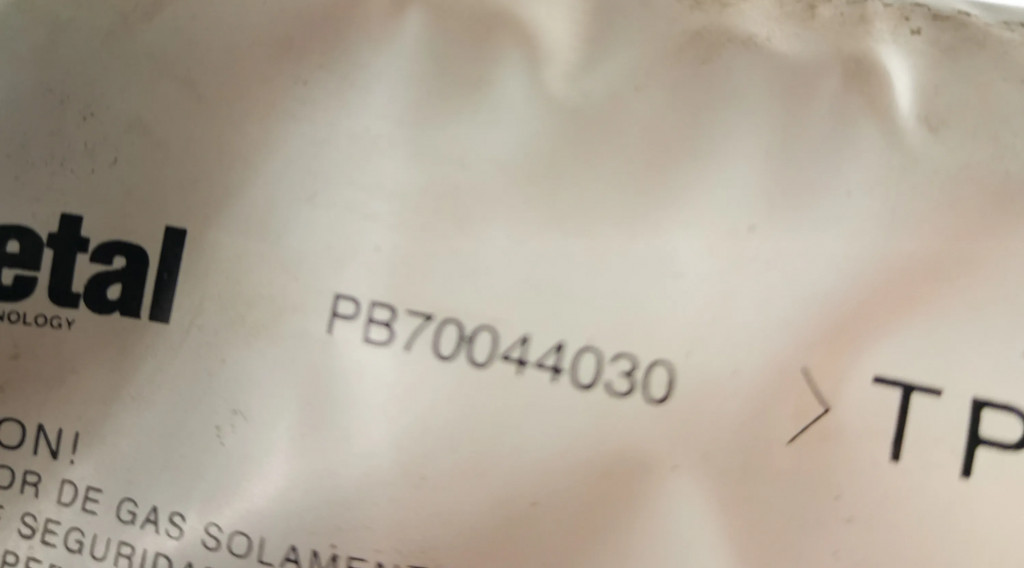 etal
NOLOGY
PB70044030
> TP
ON!
OR DE GAS SOLAMEN
E SEGURIDA